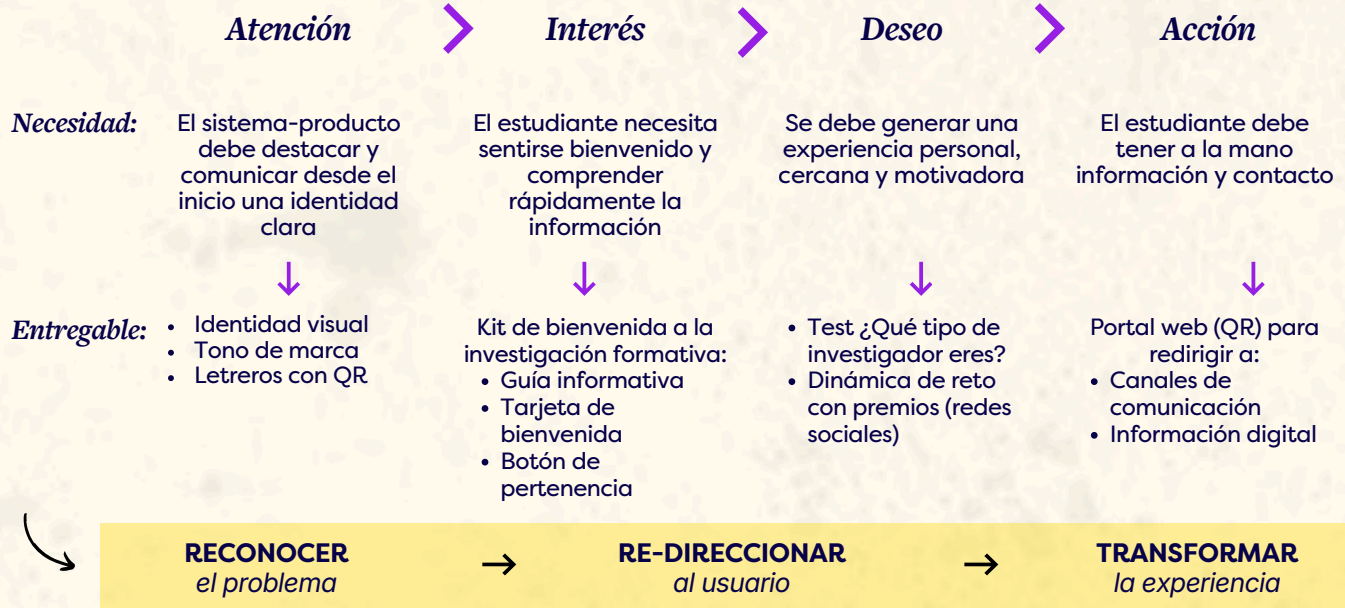 Atención
Interés
Deseo
Acción
Necesidad:
El sistema-producto
debe destacar y
comunicar desde el
inicio una identidad
clara
El estudiante necesita
sentirse bienvenido y
comprender
rápidamente la
información
Se debe generar una
experiencia personal,
cercana y motivadora
El estudiante debe
tener a la mano
información y contacto
Entregable:
• Identidad visual
• Tono de marca
• Letreros con QR
Kit de bienvenida a la
investigación formativa:
• Guía informativa
• Tarjeta de
bienvenida
• Botón de
pertenencia
• Test ¿Qué tipo de
investigador eres?
• Dinámica de reto
con premios (redes
sociales)
Portal web (QR) para
redirigir a:
• Canales de
comunicación
• Información digital
RECONOCER
el problema
RE-DIRECCIONAR
al usuario
TRANSFORMAR
la experiencia